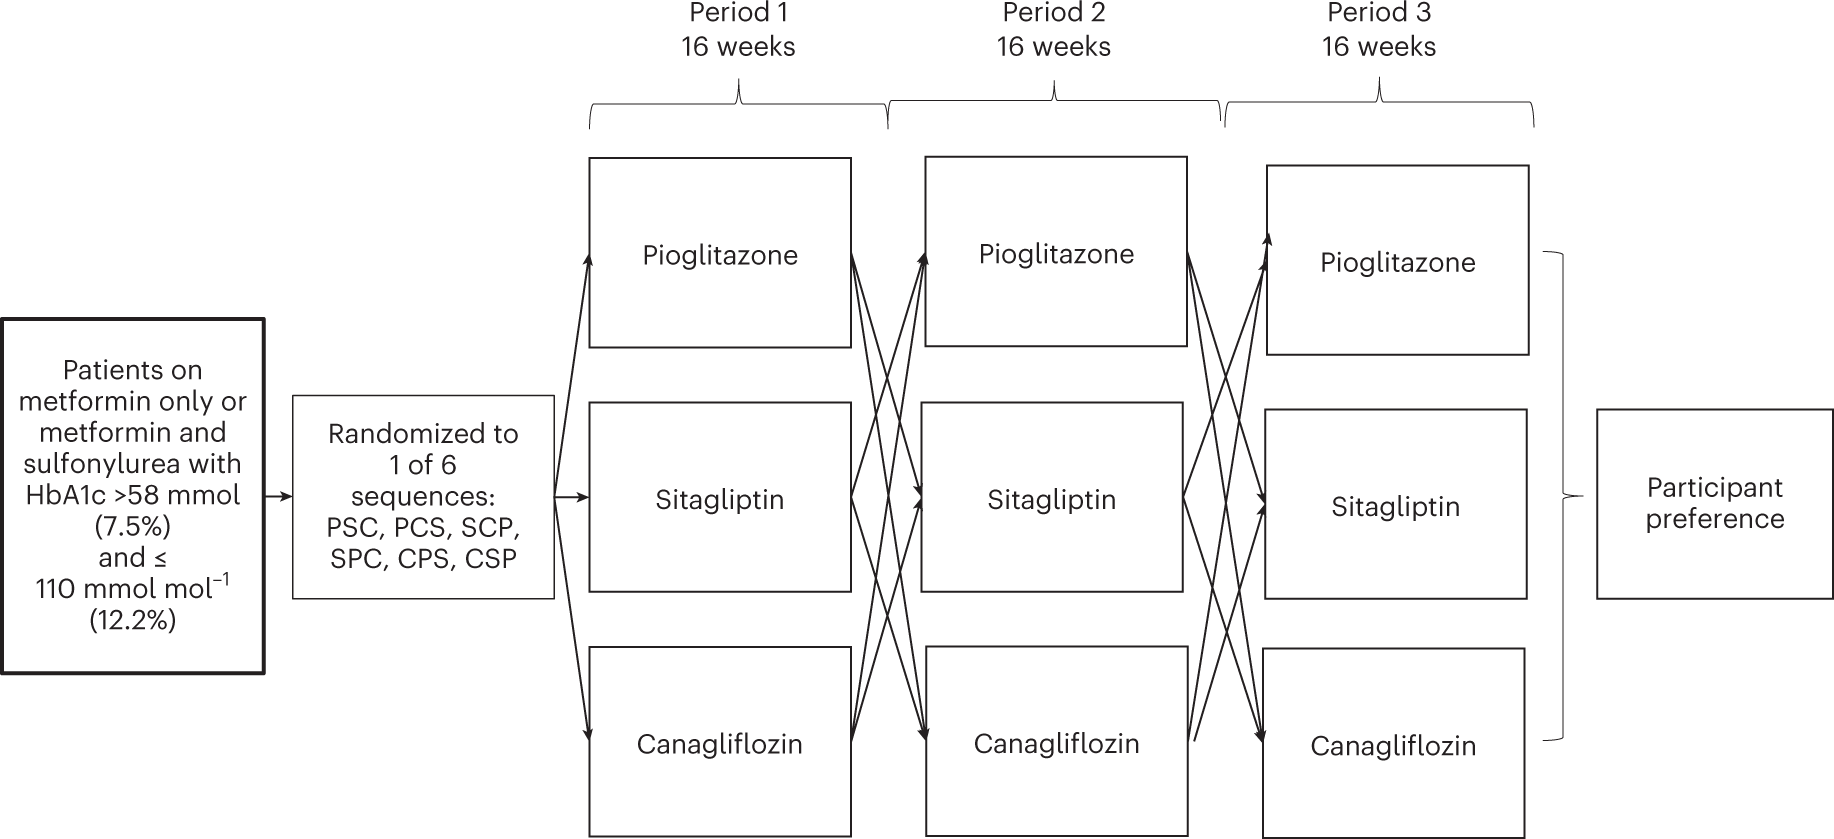 Period 1
16 weeks
Period 2
16 weeks
Period 3
16 weeks
Patients on
metformin only or
metformin and
sulfonylurea with
HbA1c >58 mmol
(7.5%)
and ≤
110 mmol mol⁻¹
(12.2%)
Randomized to
1 of 6
sequences:
PSC, PCS, SCP,
SPC, CPS, CSP
Pioglitazone
Sitagliptin
Canagliflozin
Pioglitazone
Sitagliptin
Canagliflozin
Pioglitazone
Sitagliptin
Canagliflozin
Participant
preference